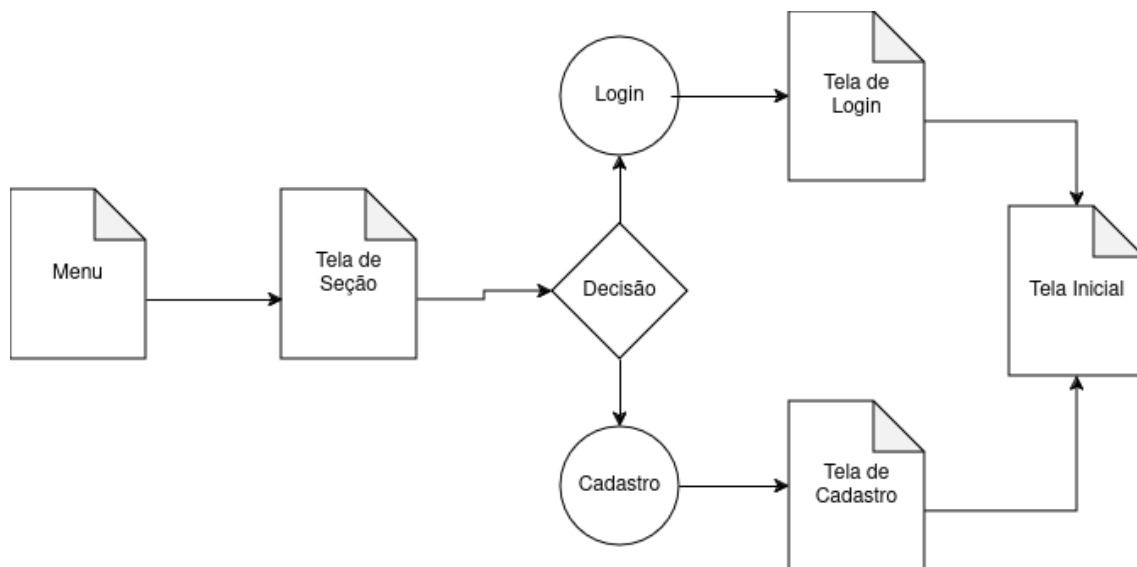 Menu
Tela de
Seção
Decisão
Login
Tela de
Login
Cadastro
Tela de
Cadastro
Tela Inicial